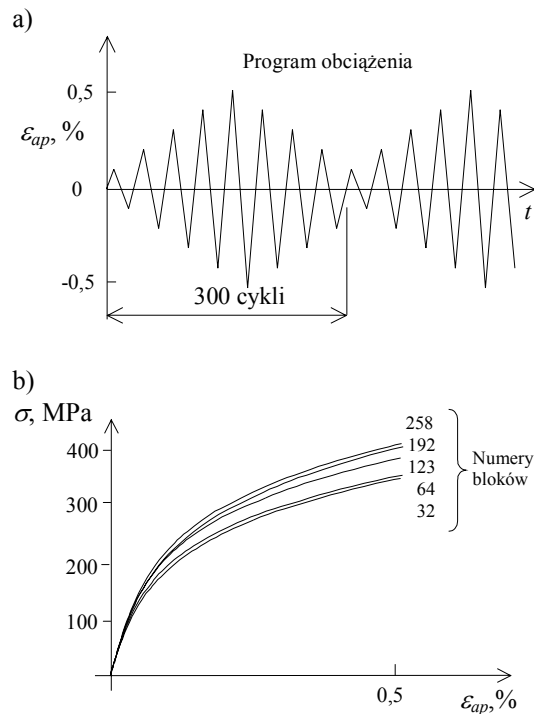 a)
Program obciążenia
0,5
εap, %
0
t
-0,5
300 cykli
b)
σ, MPa
400
300
200
100
258
192
123
64
32
Numery
bloków
0,5
εap, %